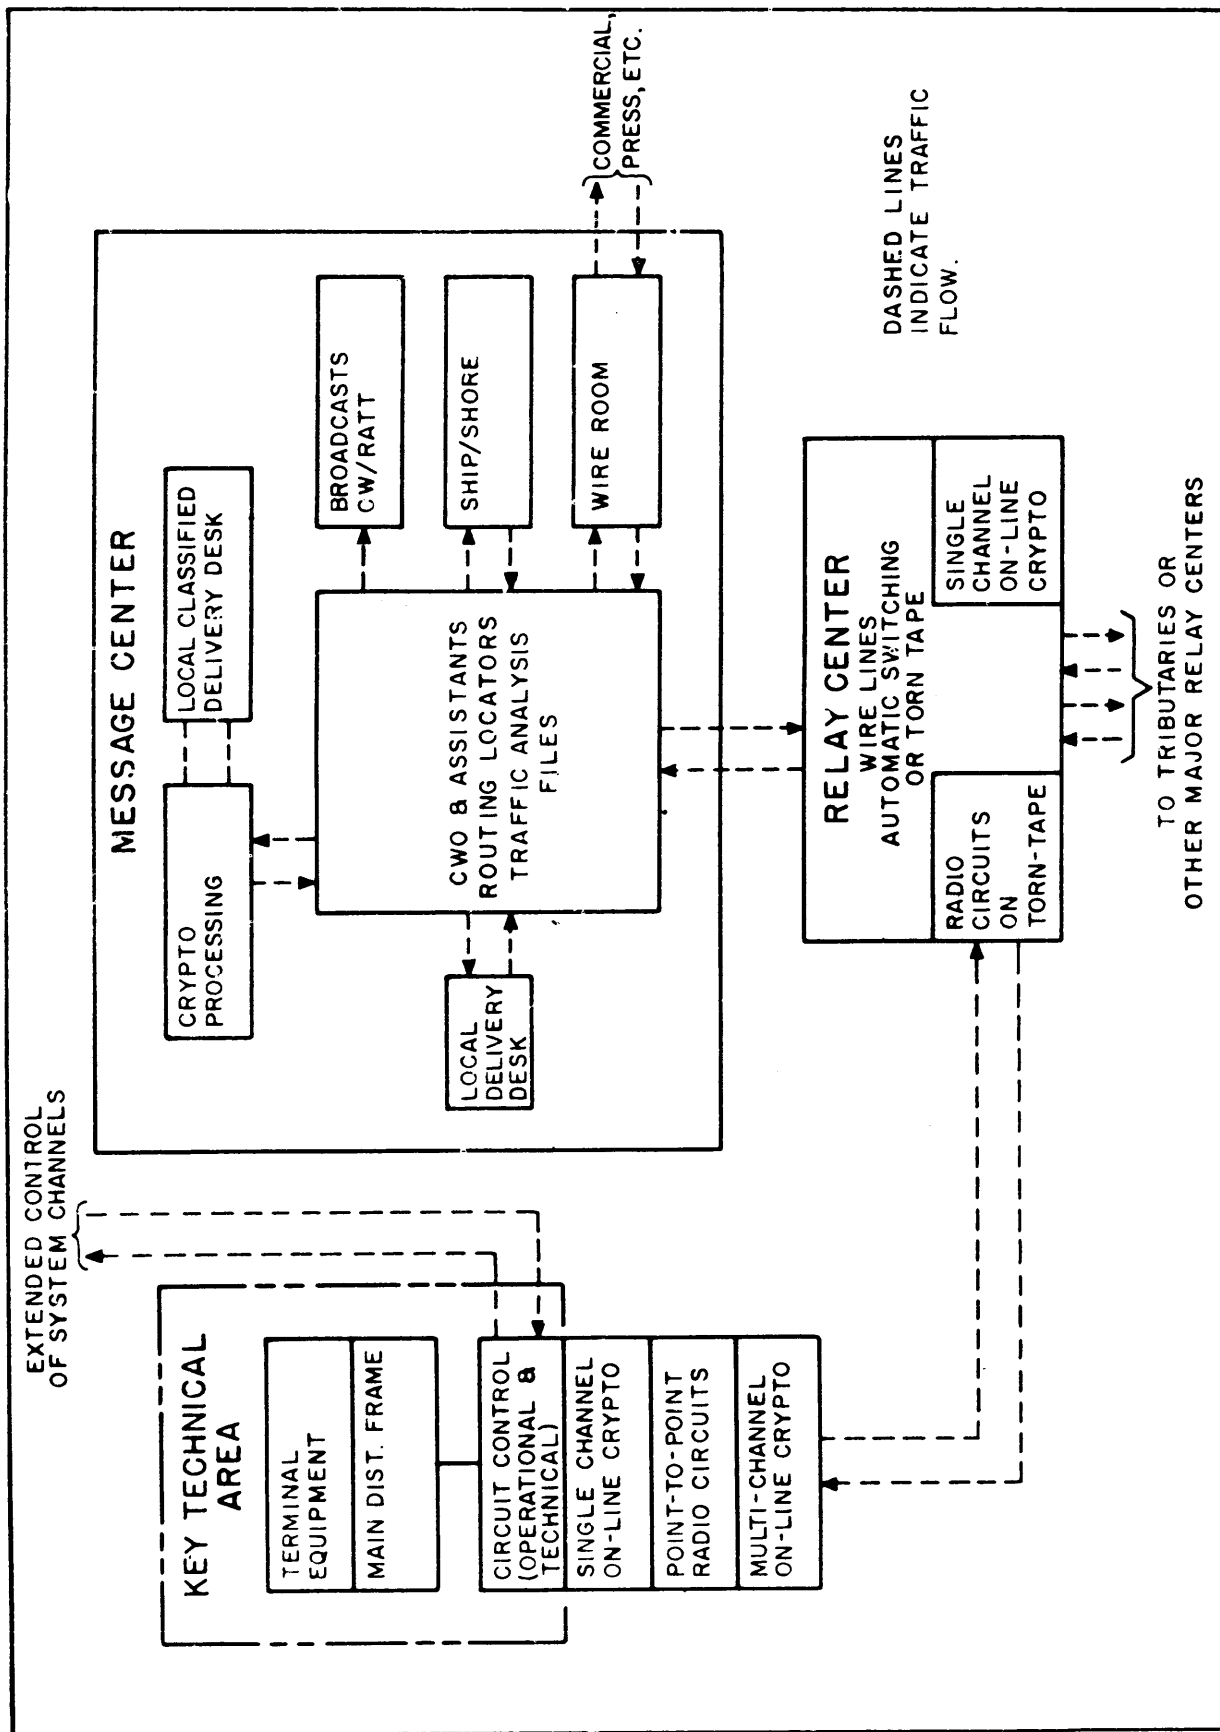 EXTENDED CONTROL
OF SYSTEM CHANNELS
KEY TECHNICAL
AREA
TERMINAL
EQUIPMENT
MAIN DIST. FRAME
CIRCUIT CONTROL
(OPERATIONAL &
TECHNICAL)
SINGLE CHANNEL
ON-LINE CRYPTO
POINT-TO-POINT
RADIO CIRCUITS
MULTI-CHANNEL
ON-LINE CRYPTO
MESSAGE CENTER
CRYPTO
PROCESSING
LOCAL CLASSIFIED
DELIVERY DESK
LOCAL
DELIVERY
DESK
CWO & ASSISTANTS
ROUTING LOCATORS
TRAFFIC ANALYSIS
FILES
BROADCASTS
CW/RATT
SHIP/SHORE
WIRE ROOM
COMMERCIAL,
PRESS, ETC.
RELAY CENTER
WIRE LINES
AUTOMATIC SWITCHING
OR TORN TAPE
RADIO
CIRCUITS
ON
TORN-TAPE
SINGLE
CHANNEL
ON-LINE
CRYPTO
TO TRIBUTARIES OR
OTHER MAJOR RELAY CENTERS
DASHED LINES
INDICATE TRAFFIC
FLOW.